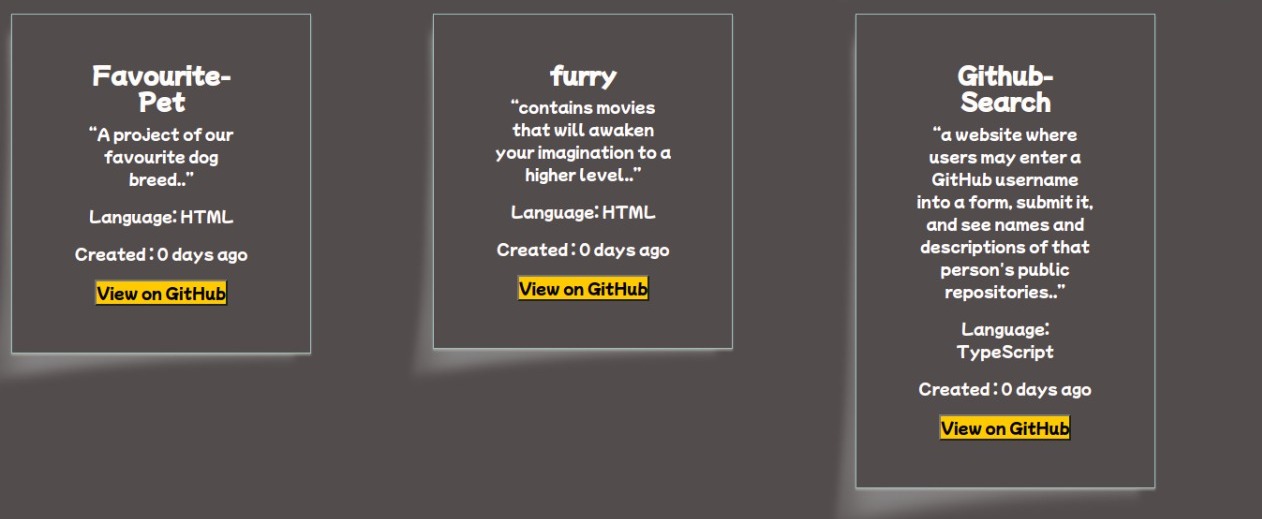 Favourite-
Pet
“A project of our
favourite dog
breed..”
Language: HTML
Created : 0 days ago
View on GitHub
furry
“contains movies
that will awaken
your imagination to a
higher level..”
Language: HTML
Created : 0 days ago
View on GitHub
Github-
Search
“a website where
users may enter a
GitHub username
into a form, submit it,
and see names and
descriptions of that
person's public
repositories..”
Language:
TypeScript
Created : 0 days ago
View on GitHub